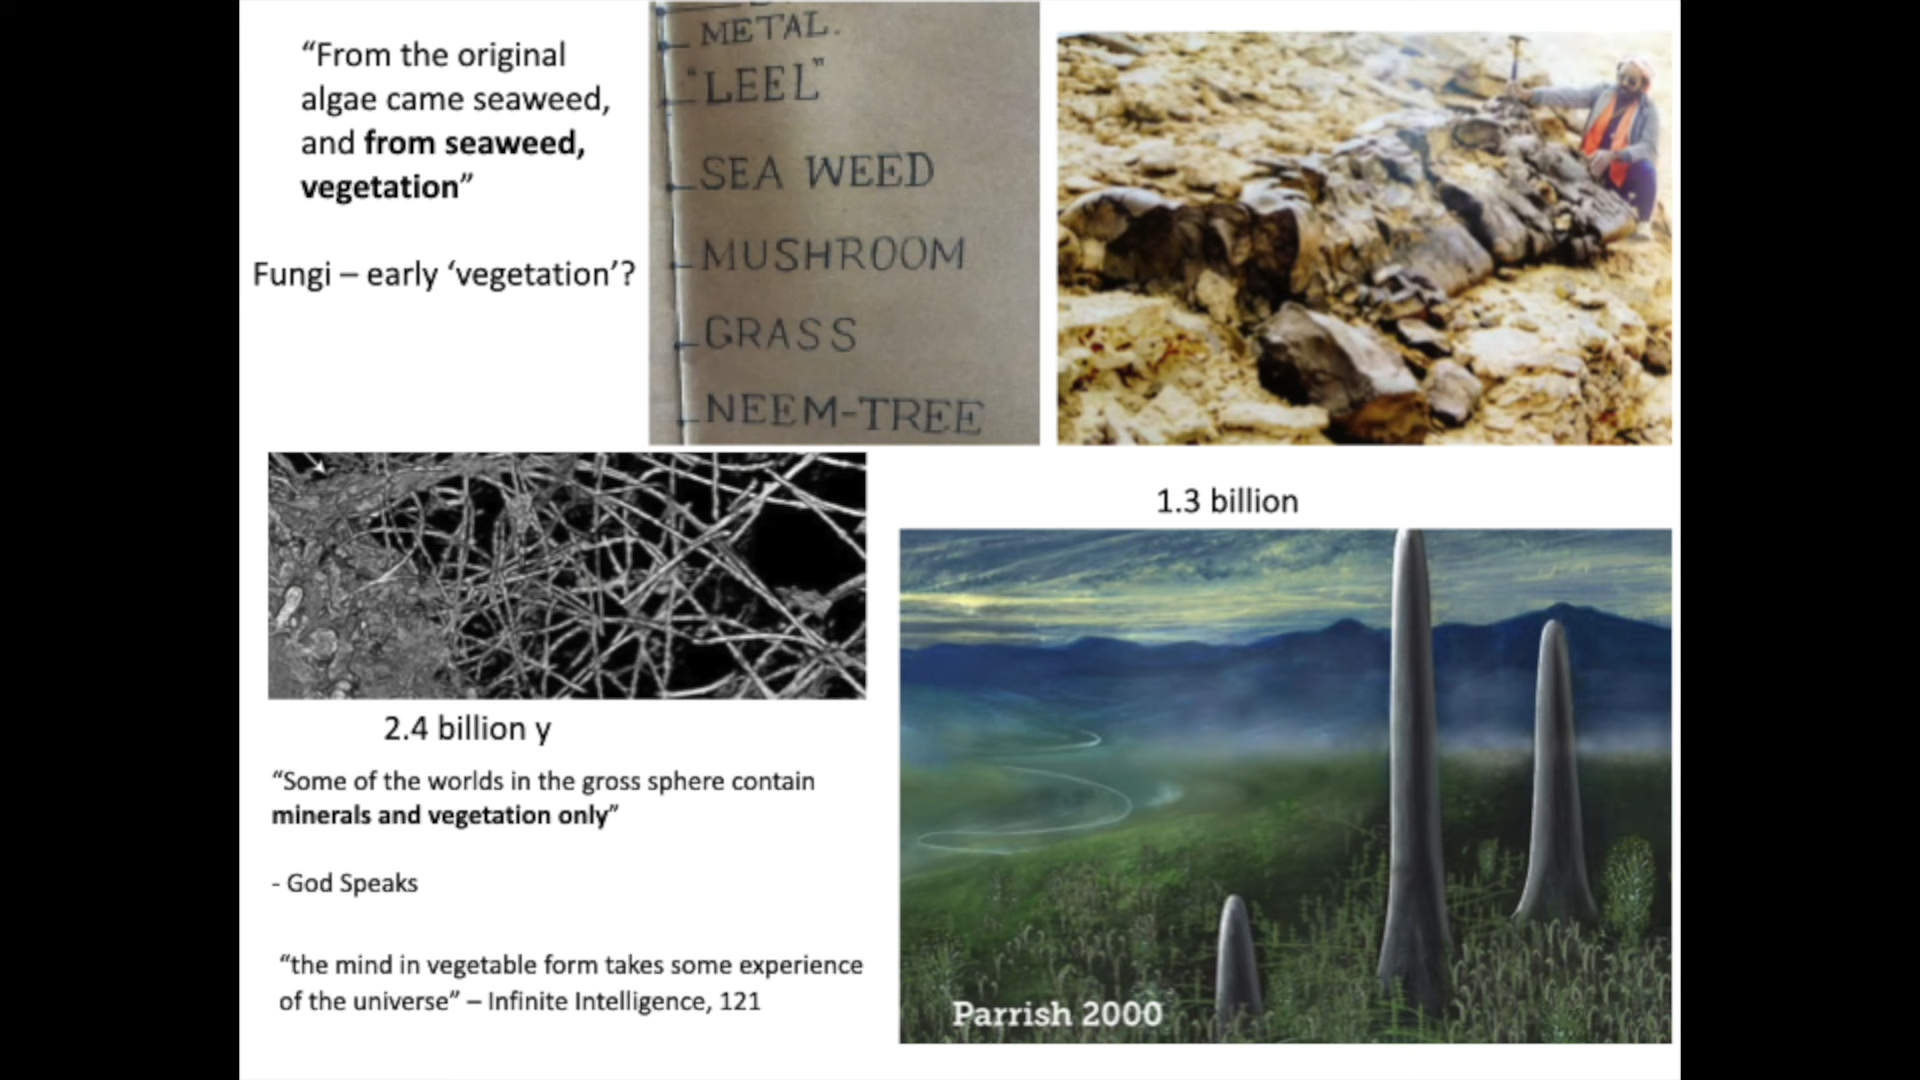 “From the original
algae came seaweed,
and from seaweed,
vegetation”
Fungi – early ‘vegetation’?
METAL.
“LEEL”
SEA WEED
MUSHROOM
GRASS
NEEM-TREE
1.3 billion
2.4 billion y
“Some of the worlds in the gross sphere contain
minerals and vegetation only”
- God Speaks
“the mind in vegetable form takes some experience
of the universe” – Infinite Intelligence, 121
Parrish 2000